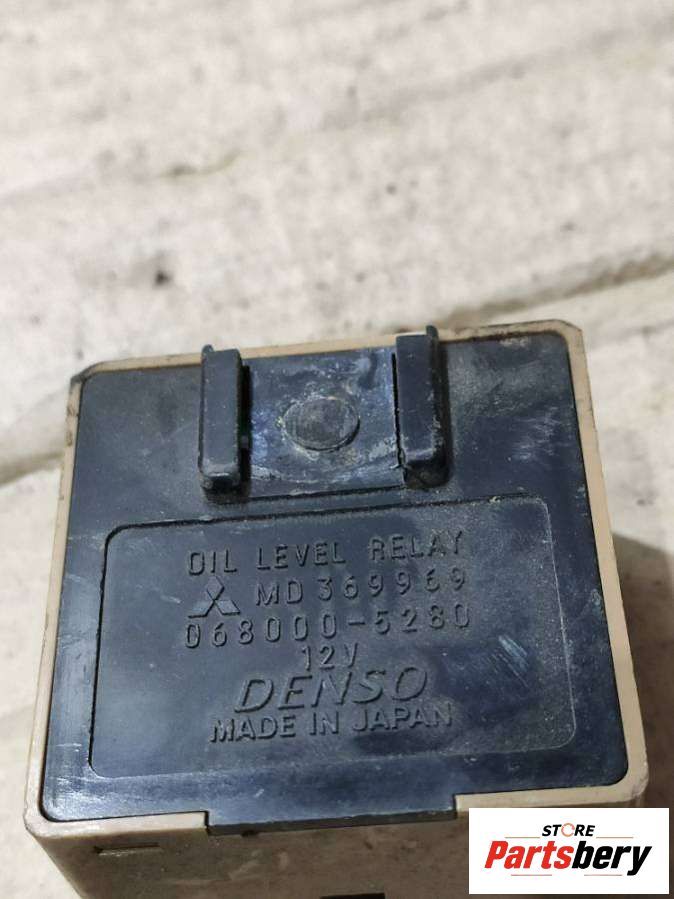 OIL LEVEL RELAY
MD369969
068000-5280
12V
DENSO
MADE IN JAPAN
STORE
Partsbery